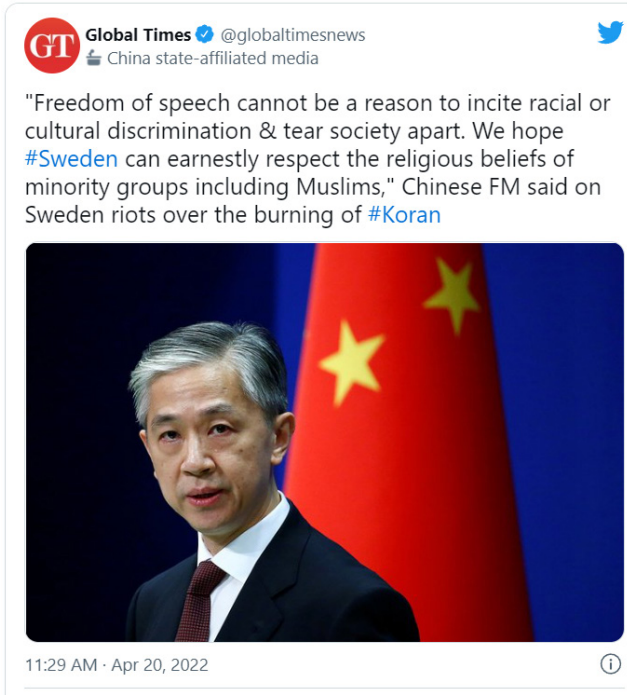 GT
Global Times @globaltimesnews
China state-affiliated media
"Freedom of speech cannot be a reason to incite racial or
cultural discrimination & tear society apart. We hope
#Sweden can earnestly respect the religious beliefs of
minority groups including Muslims," Chinese FM said on
Sweden riots over the burning of #Koran
11:29 AM · Apr 20, 2022